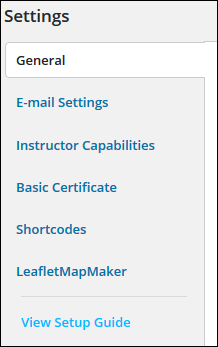 Settings
General
E-mail Settings
Instructor Capabilities
Basic Certificate
Shortcodes
LeafletMapMaker
View Setup Guide